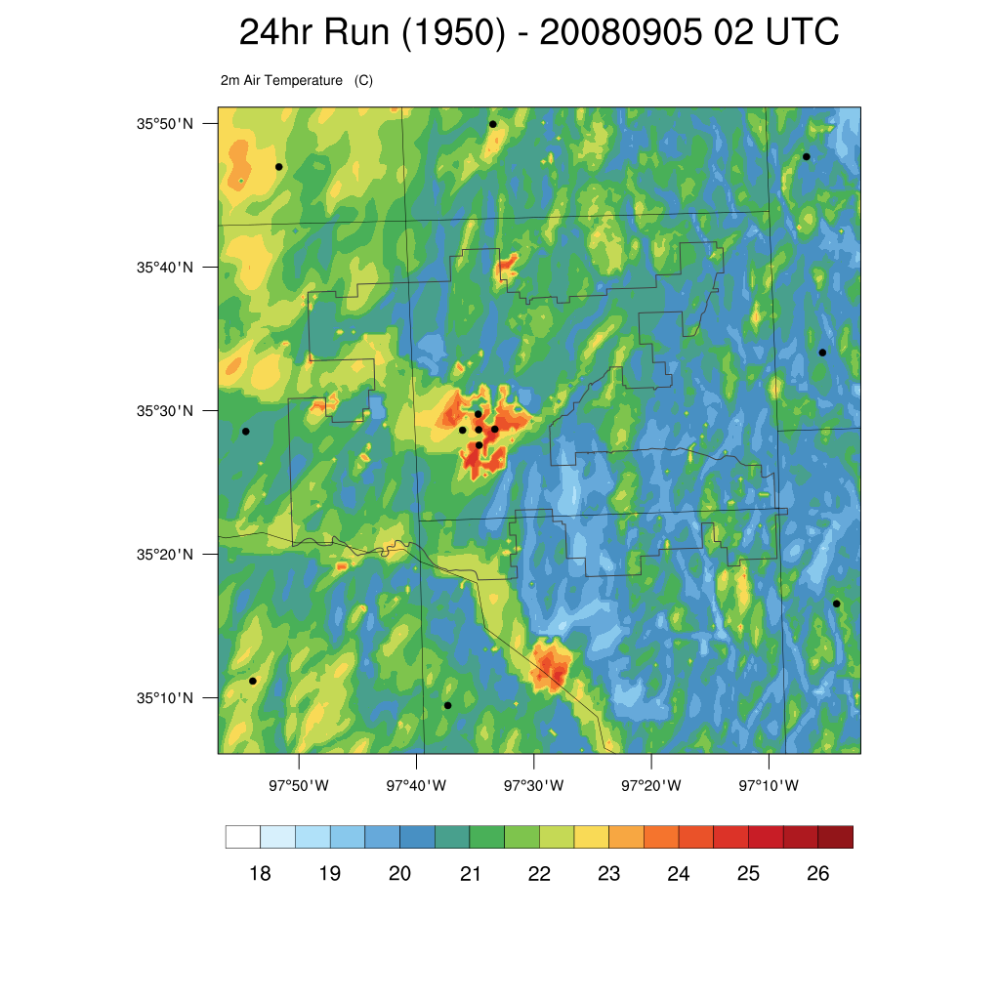 24hr Run (1950) - 20080905 02 UTC
2m Air Temperature (C)
35°50'N
35°40'N
35°30'N
35°20'N
35°10'N
97°50'W 97°40'W 97°30'W 97°20'W 97°10'W
18 19 20 21 22 23 24 25 26